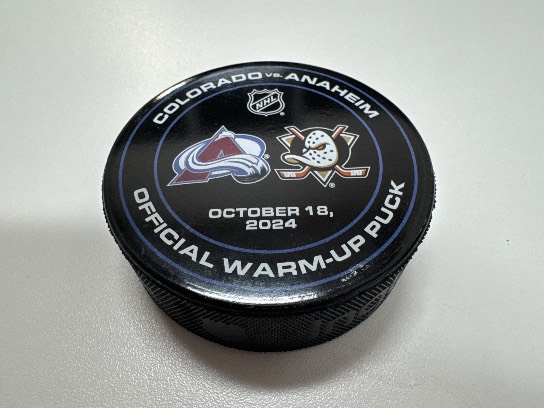 COLORADO VS. ANAHEIM
NHL
OCTOBER 18,
2024
OFFICIAL WARM-UP PUCK